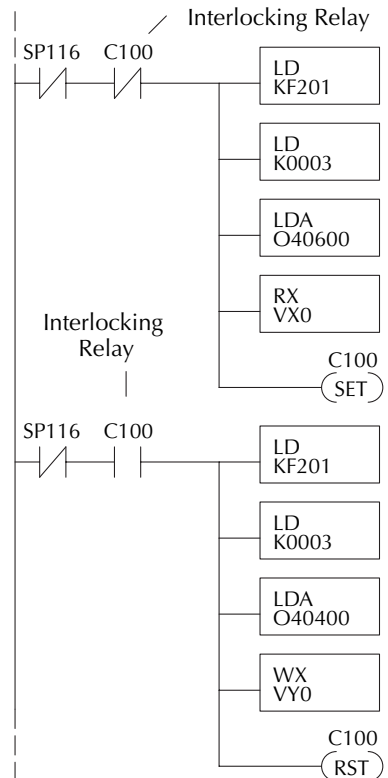 Interlocking Relay
SP116 C100
LD
KF201
LD
K0003
LDA
O40600
RX
VX0
C100
SET
Interlocking
Relay
SP116 C100
LD
KF201
LD
K0003
LDA
O40400
WX
VY0
C100
RST